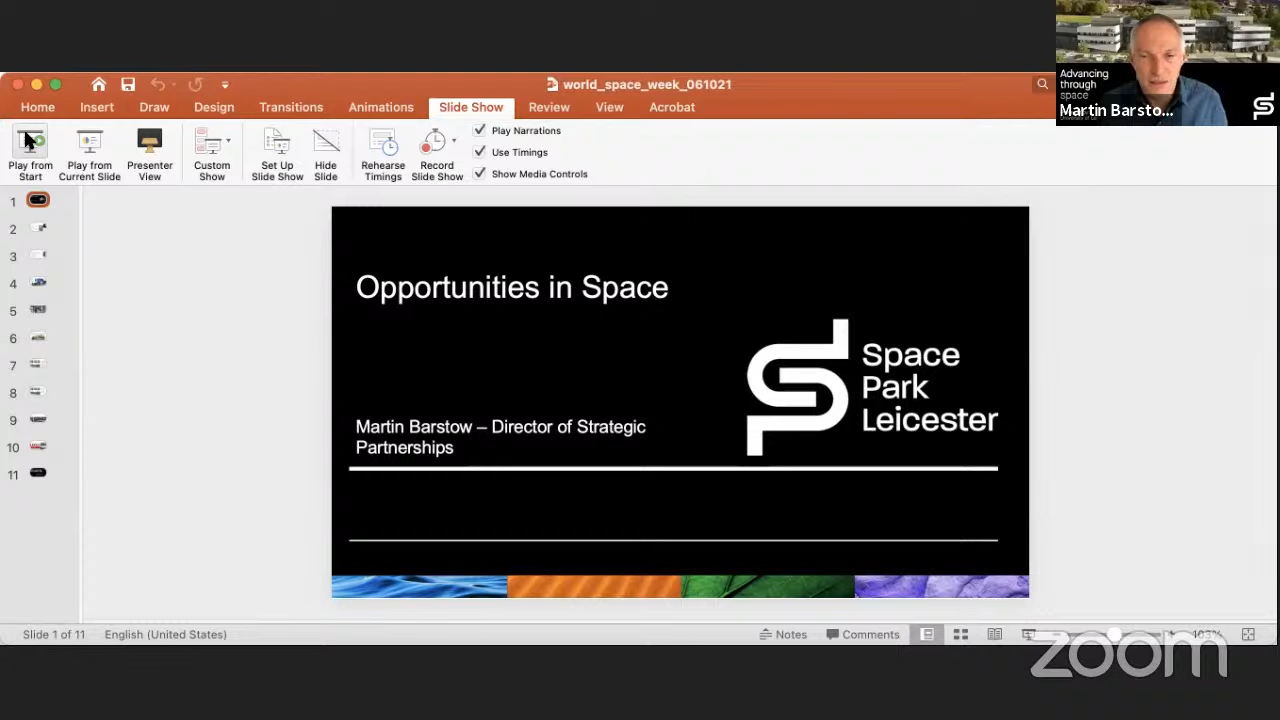 Advancing
through
space
Martin Barsto...
world_space_week_061021
Home Insert Draw Design Transitions Animations Slide Show Review View Acrobat
Play from
Start
Play from
Current Slide
Presenter
View
Custom
Show
Set Up
Slide Show
Hide
Slide
Rehearse
Timings
Record
Slide Show
Play Narrations
Use Timings
Show Media Controls
1
2
3
4
5
6
7
8
9
10
11
Opportunities in Space
Space
Park
Leicester
Martin Barstow – Director of Strategic
Partnerships
Slide 1 of 11 English (United States) Notes Comments 103%
zoom